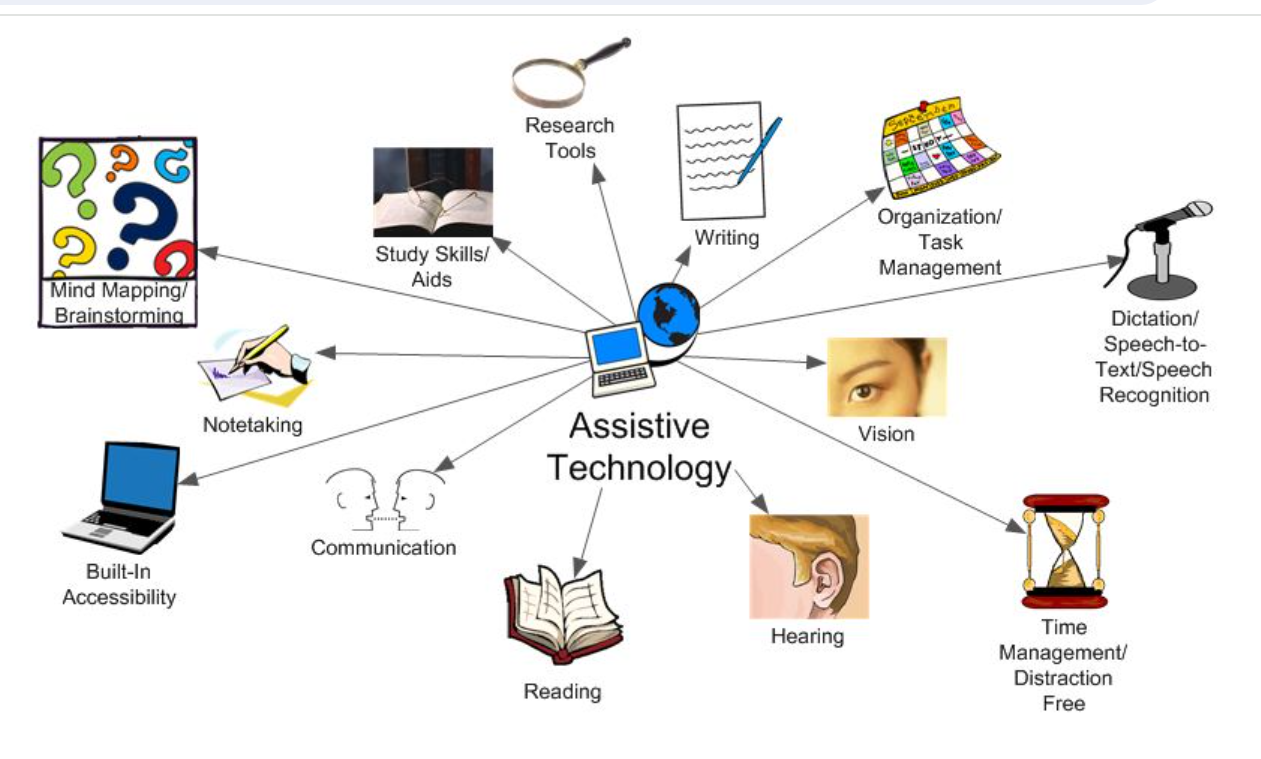 Research
Tools
September
Writing
Study Skills/
Aids
Organization/
Task
Management
Mind Mapping/
Brainstorming
Dictation/
Speech-to-
Text/Speech
Recognition
Notetaking
Vision
Assistive
Technology
Communication
Built-In
Accessibility
Hearing
Reading
Time
Management/
Distraction
Free